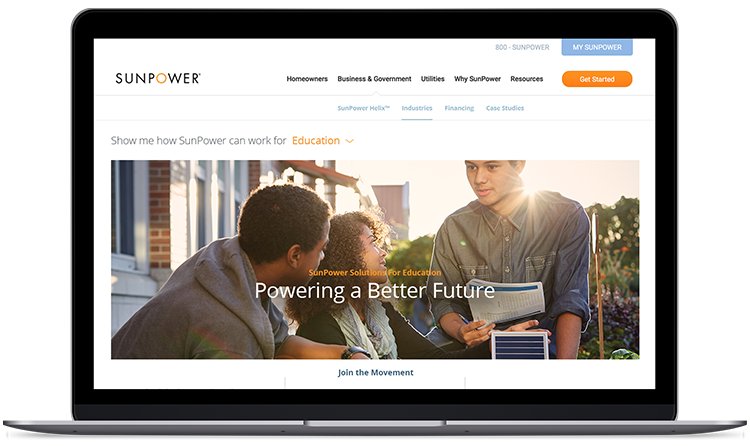 800 - SUNPOWER MY SUNPOWER
SUNPOWER® Homeowners Business & Government Utilities Why SunPower Resources Get Started
SunPower Helix™ Industries Financing Case Studies
Show me how SunPower can work for Education
SunPower Solutions For Education
Powering a Better Future
Join the Movement